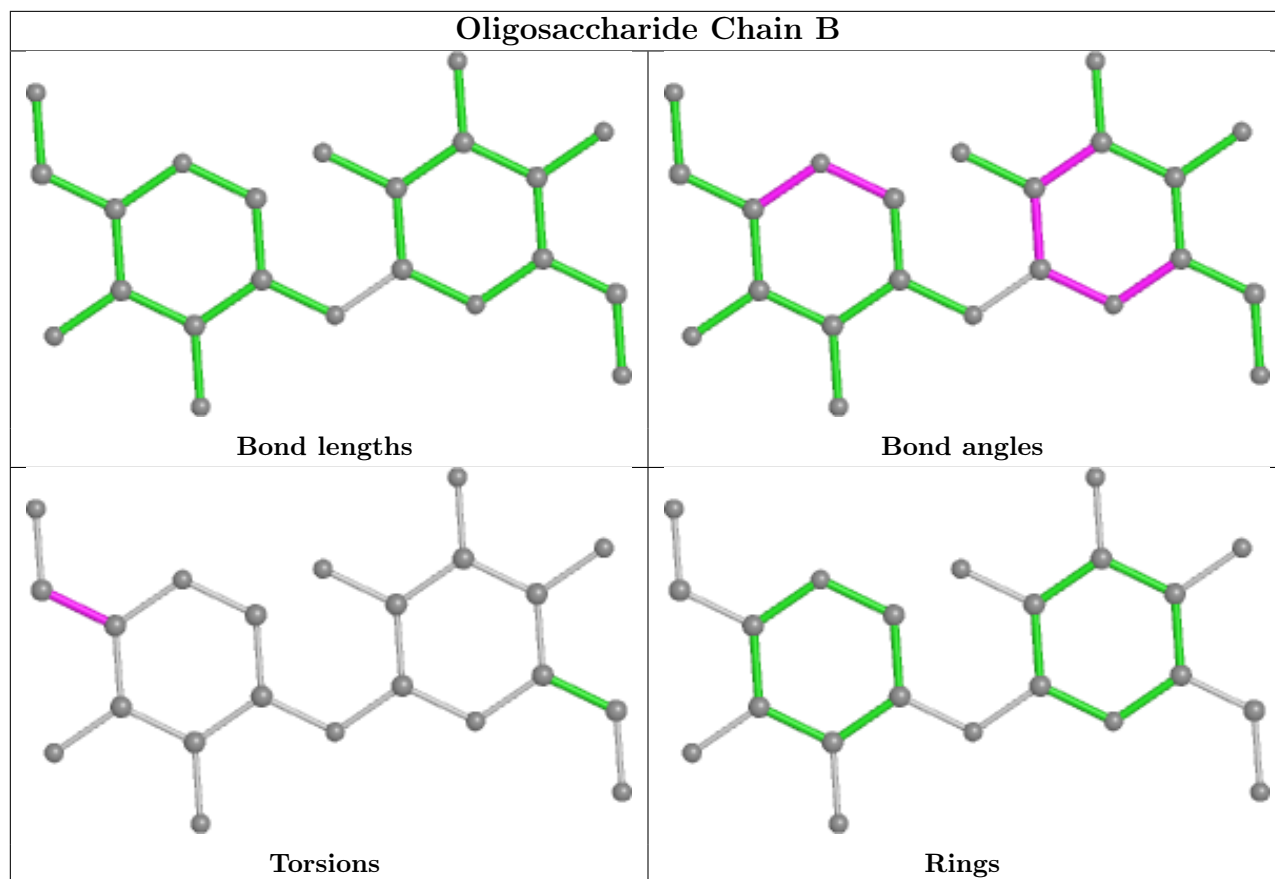 Oligosaccharide Chain B
Bond lengths
Bond angles
Torsions
Rings